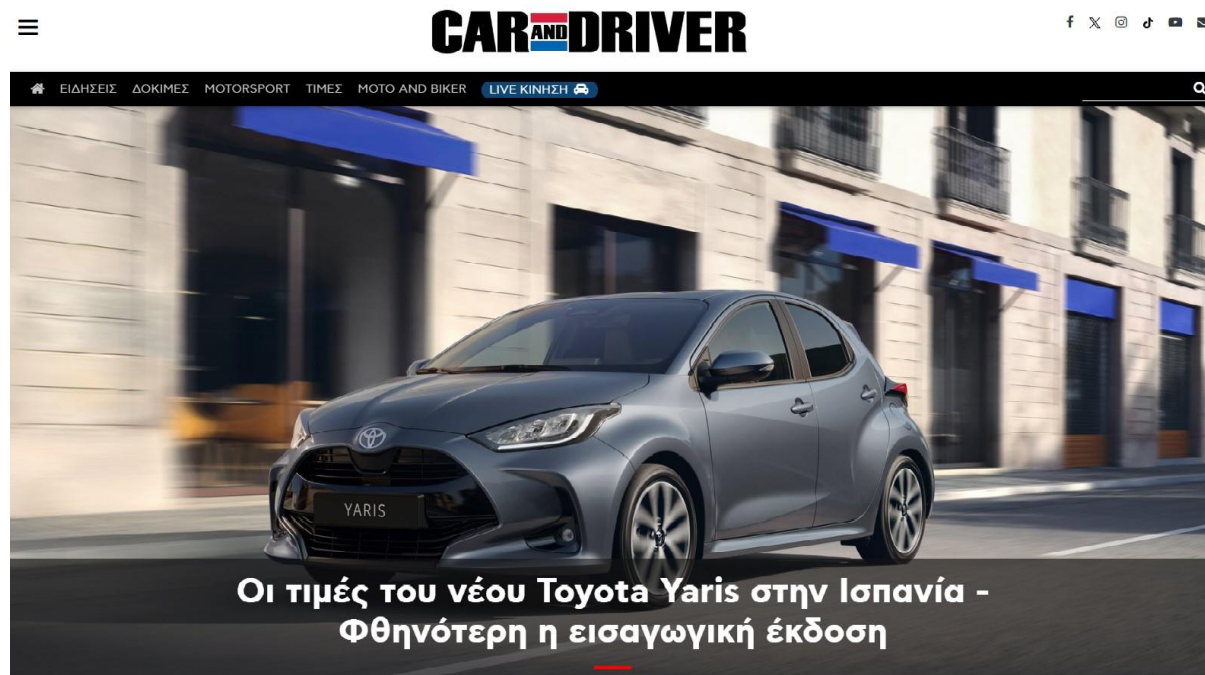 CAR AND DRIVER
ΕΙΔΗΣΕΙΣ ΔΟΚΙΜΕΣ MOTORSPORT ΤΙΜΕΣ MOTO AND BIKER LIVE ΚΙΝΗΣΗ
YARIS
Οι τιμές του νέου Toyota Yaris στην Ισπανία -
Φθηνότερη η εισαγωγική έκδοση